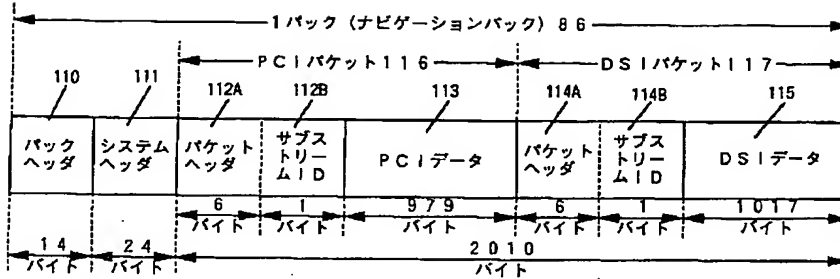 1パック（ナビゲーションパック）86
PCIパケット116
DSIパケット117
110
111
112A
112B
113
114A
114B
115
パック
ヘッダ
システム
ヘッダ
パケット
ヘッダ
サブス
トリー
ムID
PCIデータ
パケット
ヘッダ
サブス
トリー
ムID
DSIデータ
6
バイト
1
バイト
979
バイト
6
バイト
1
バイト
1017
バイト
14
バイト
24
バイト
2010
バイト